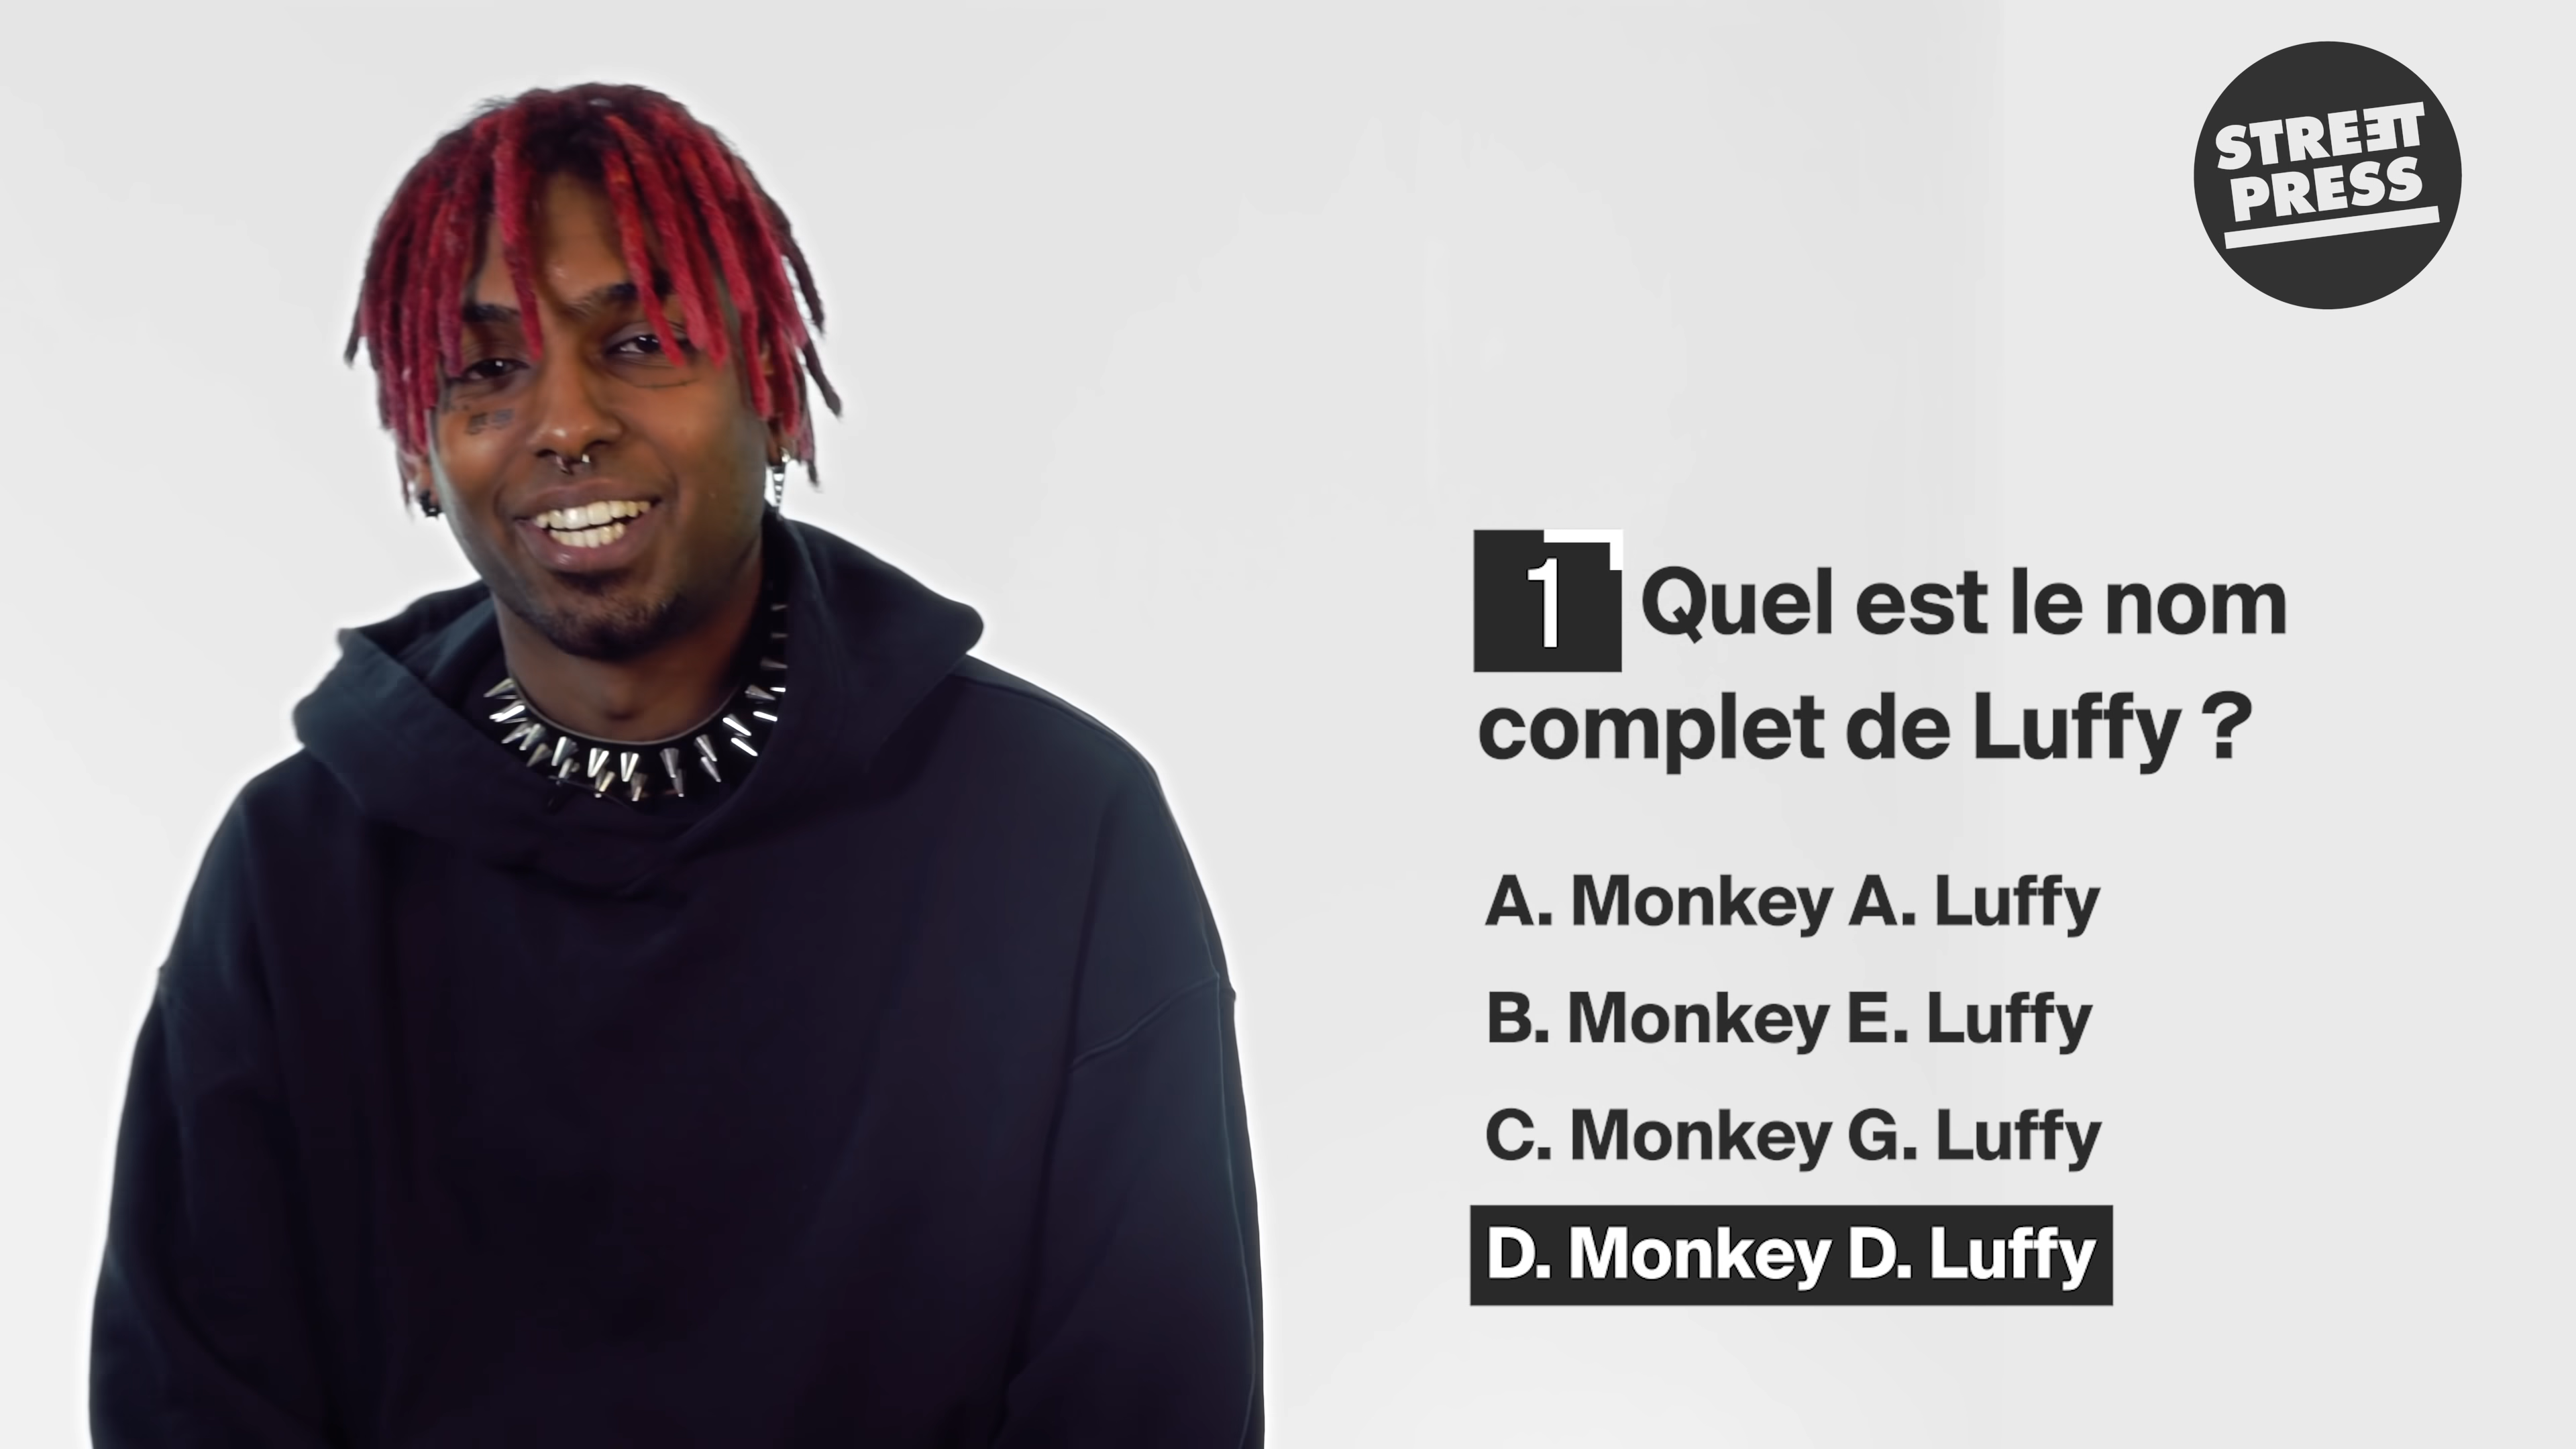 STREET
PRESS
1 Quel est le nom
complet de Luffy ?
A. Monkey A. Luffy
B. Monkey E. Luffy
C. Monkey G. Luffy
D. Monkey D. Luffy